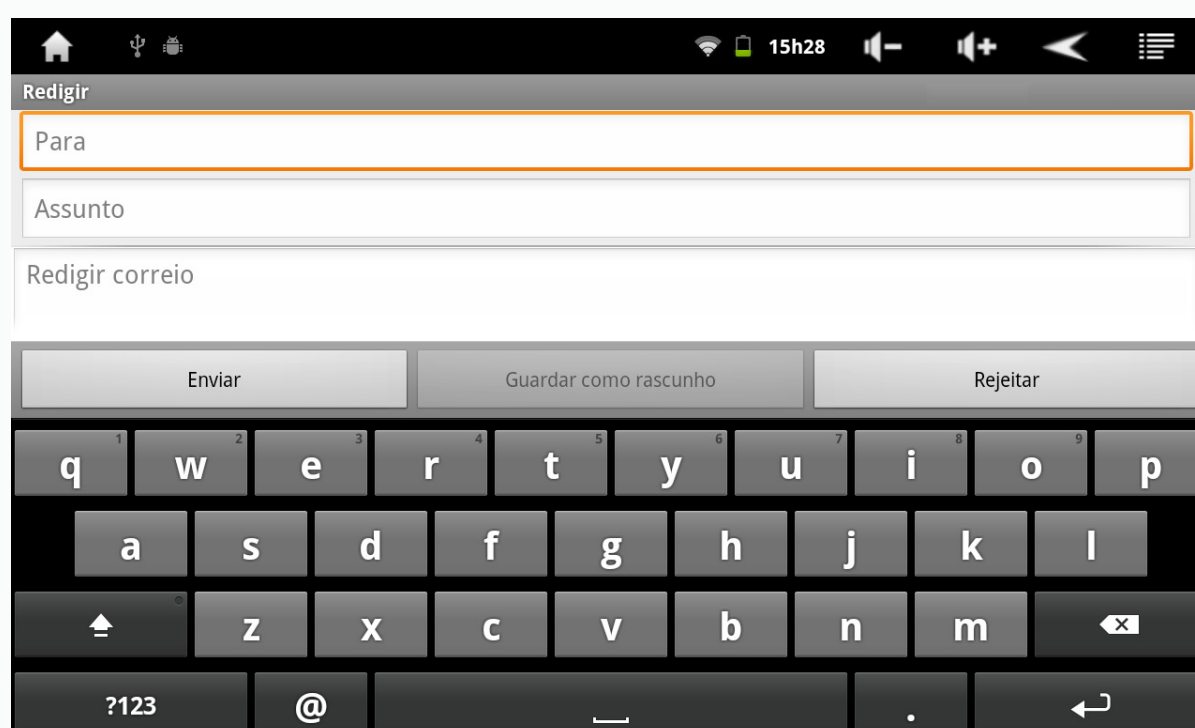 15h28
Redigir
Para
Assunto
Redigir correio
Enviar Guardar como rascunho Rejeitar
1 2 3 4 5 6 7 8 9
q w e r t y u i o p
a s d f g h j k l
z x c v b n m
?123 @ .